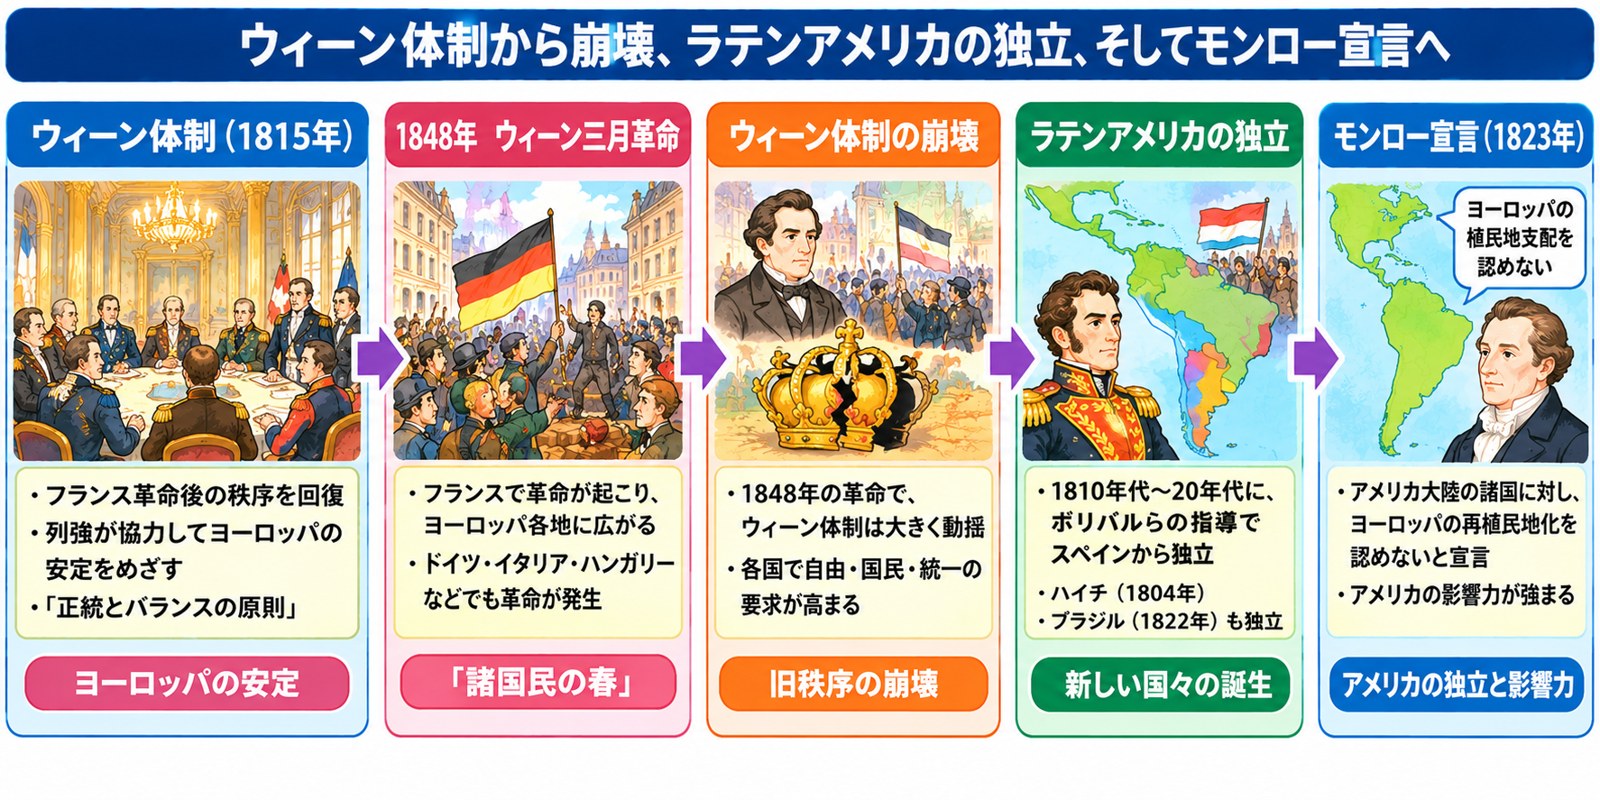 ウィーン体制から崩壊、ラテンアメリカの独立、そしてモンロー宣言へ
ウィーン体制（1815年）
・フランス革命後の秩序を回復
・列強が協力してヨーロッパの
安定をめざす
・「正統とバランスの原則」
ヨーロッパの安定
1848年 ウィーン三月革命
・フランスで革命が起こり、
ヨーロッパ各地に広がる
・ドイツ・イタリア・ハンガリー
などでも革命が発生
「諸国民の春」
ウィーン体制の崩壊
・1848年の革命で、
ウィーン体制は大きく動揺
・各国で自由・国民・統一の
要求が高まる
旧秩序の崩壊
ラテンアメリカの独立
・1810年代～20年代に、
ボリバルらの指導で
スペインから独立
・ハイチ（1804年）
・ブラジル（1822年）も独立
新しい国々の誕生
モンロー宣言（1823年）
ヨーロッパの
植民地支配を
認めない
・アメリカ大陸の諸国に対し、
ヨーロッパの再植民地化を
認めないと宣言
・アメリカの影響力が強まる
アメリカの独立と影響力